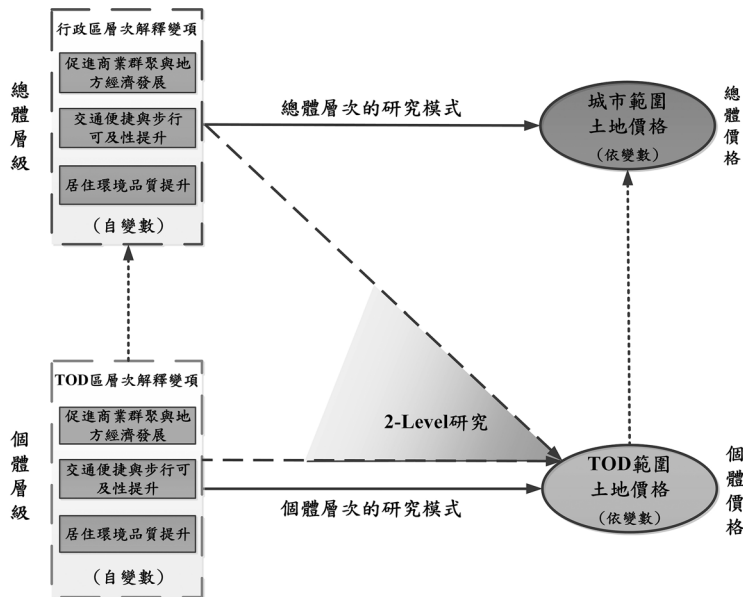 行政區層次解釋變項
促進商業群聚與地
方經濟發展
交通便捷與步行
可及性提升
居住環境品質提升
(自變數)
總體層級
總體層次的研究模式
城市範圍
土地價格
(依變數)
總體價格
2-Level研究
TOD區層次解釋變項
促進商業群聚與地
方經濟發展
交通便捷與步行可
及性提升
居住環境品質提升
(自變數)
個體層級
個體層次的研究模式
TOD範圍
土地價格
(依變數)
個體價格